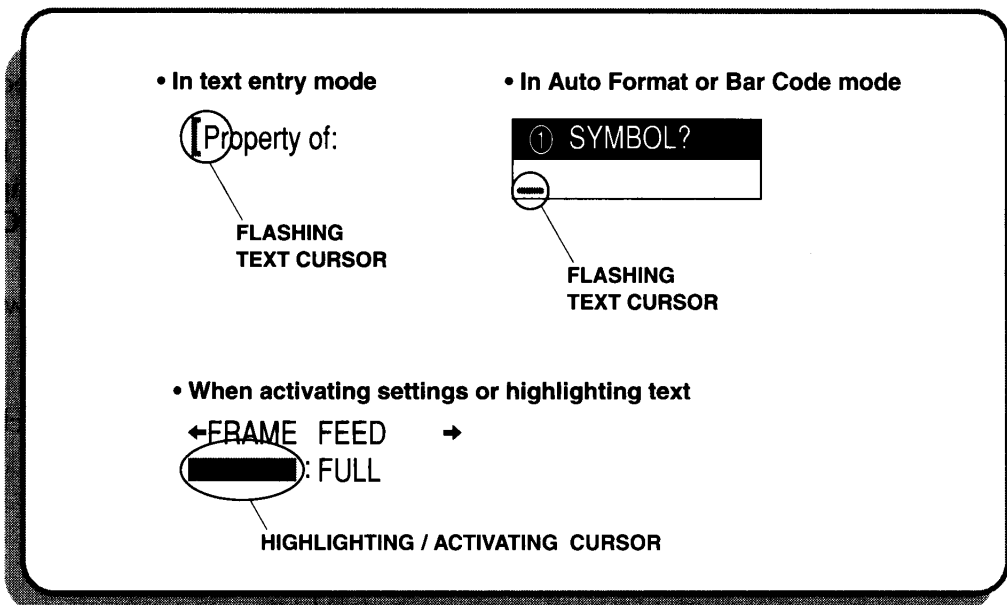 • In text entry mode
Property of:
FLASHING
TEXT CURSOR
• In Auto Format or Bar Code mode
① SYMBOL?
FLASHING
TEXT CURSOR
• When activating settings or highlighting text
←FRAME FEED →
: FULL
HIGHLIGHTING / ACTIVATING CURSOR